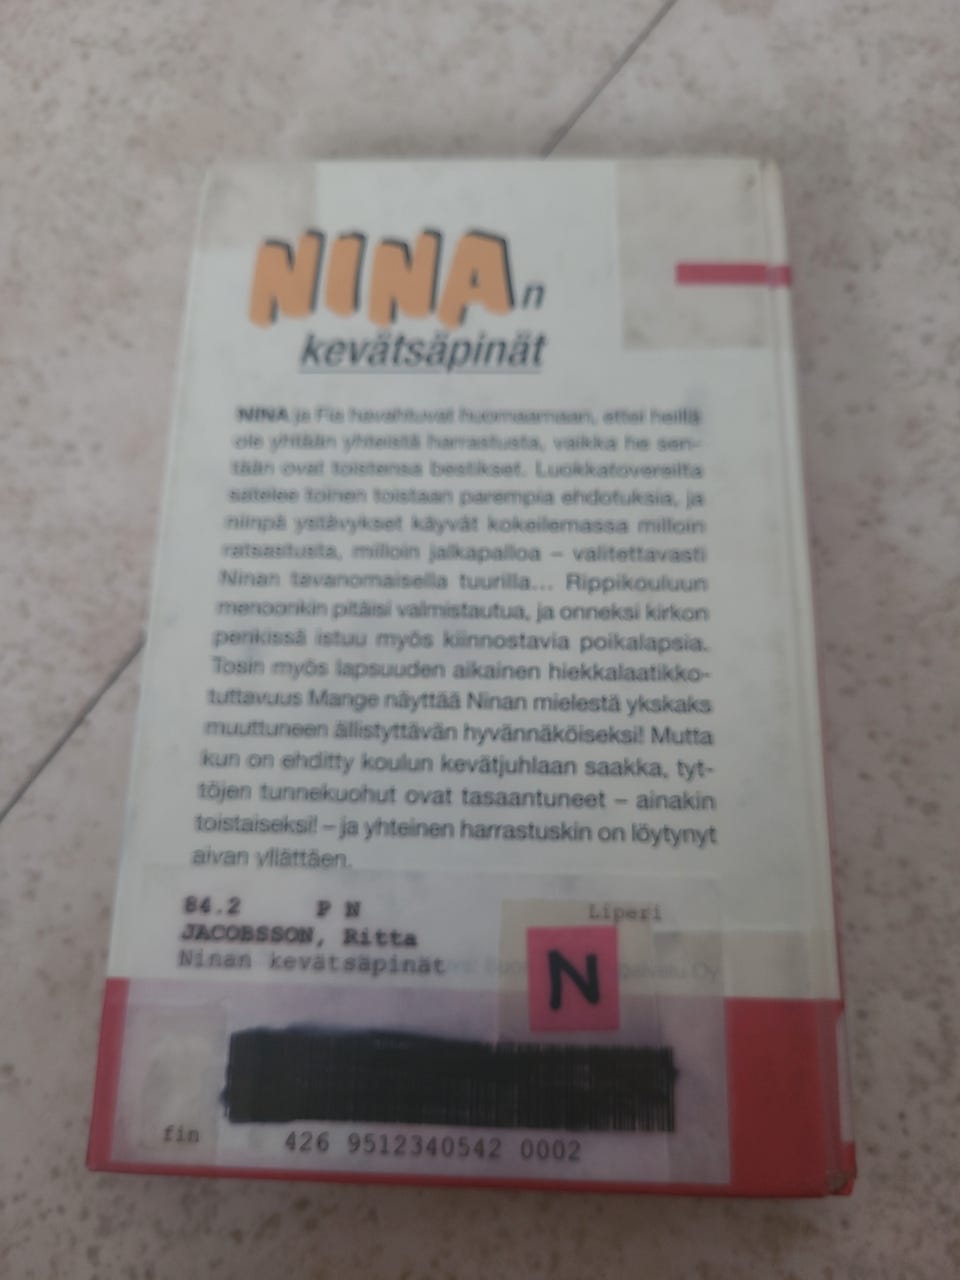 NINAn
kevätsäpinät
NINA ja Fia havahtuvat huomaamaan, ettei heillä
ole yhtään yhteistä harrastusta, vaikka he sen-
tään ovat toistensa bestikset. Luokkatovereilta
satelee toinen toistaan parempia ehdotuksia, ja
niinpä ystävykset käyvät kokeilemassa milloin
ratsastusta, milloin jalkapalloa – valitettavasti
Ninan tavanomaisella tuurilla... Rippikouluun
menoonkin pitäisi valmistautua, ja onneksi kirkon
penkissä istuu myös kiinnostavia poikalapsia.
Tosin myös lapsuuden aikainen hiekkalaatikko-
tuttavuus Mange näyttää Ninan mielestä ykskaks
muuttuneen ällistyttävän hyvännäköiseksi! Mutta
kun on ehditty koulun kevätjuhlaan saakka, tyt-
töjen tunnekuohut ovat tasaantuneet – ainakin
toistaiseksi! – ja yhteinen harrastuskin on löytynyt
aivan yllättäen.
84.2 P N Liperi
JACOBSSON, Ritta
Ninan kevätsäpinät
N
Oy
fin
426 9512340542 0002